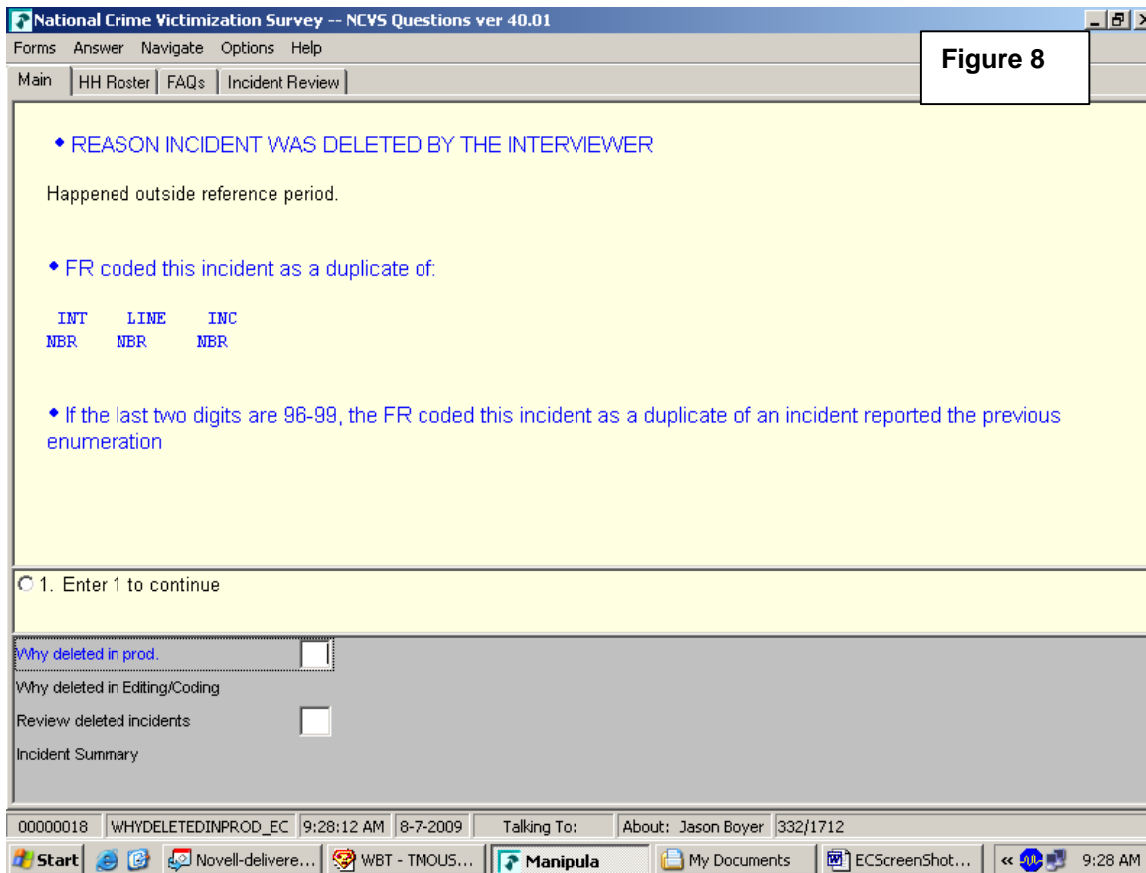 National Crime Victimization Survey -- NCVS Questions ver 40.01
Forms Answer Navigate Options Help
Figure 8
Main HH Roster FAQs Incident Review
• REASON INCIDENT WAS DELETED BY THE INTERVIEWER
Happened outside reference period.
• FR coded this incident as a duplicate of:
INT LINE INC
NBR NBR NBR
• If the last two digits are 96-99, the FR coded this incident as a duplicate of an incident reported the previous
enumeration
1. Enter 1 to continue
Why deleted in prod.
Why deleted in Editing/Coding
Review deleted incidents
Incident Summary
00000018 WHYDELETEDINPROD_EC 9:28:12 AM 8-7-2009 Talking To: About: Jason Boyer 332/1712
Start Novell-delivere... WBT - TMOUS... Manipula My Documents ECScreenShot... « 9:28 AM